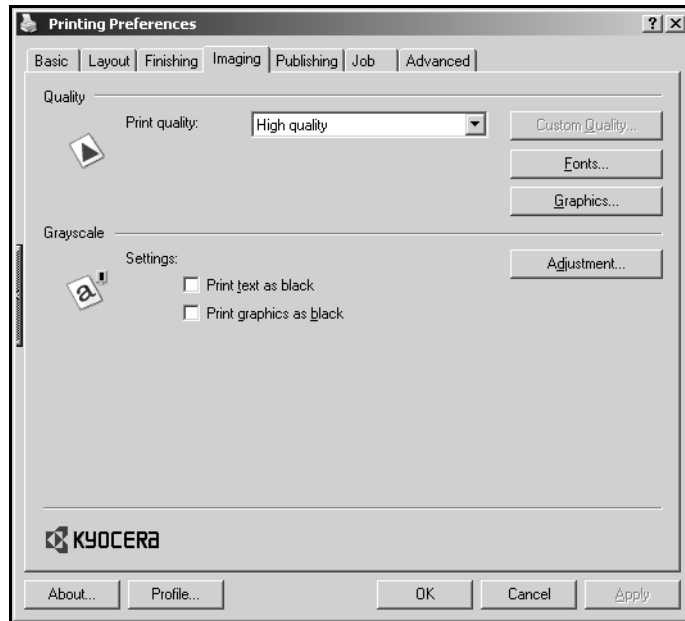 Printing Preferences
Basic Layout Finishing Imaging Publishing Job Advanced
Quality
Print quality: High quality Custom Quality...
Fonts...
Graphics...
Grayscale
Settings: Adjustment...
a Print text as black
Print graphics as black
KYOCERA
About... Profile... OK Cancel Apply